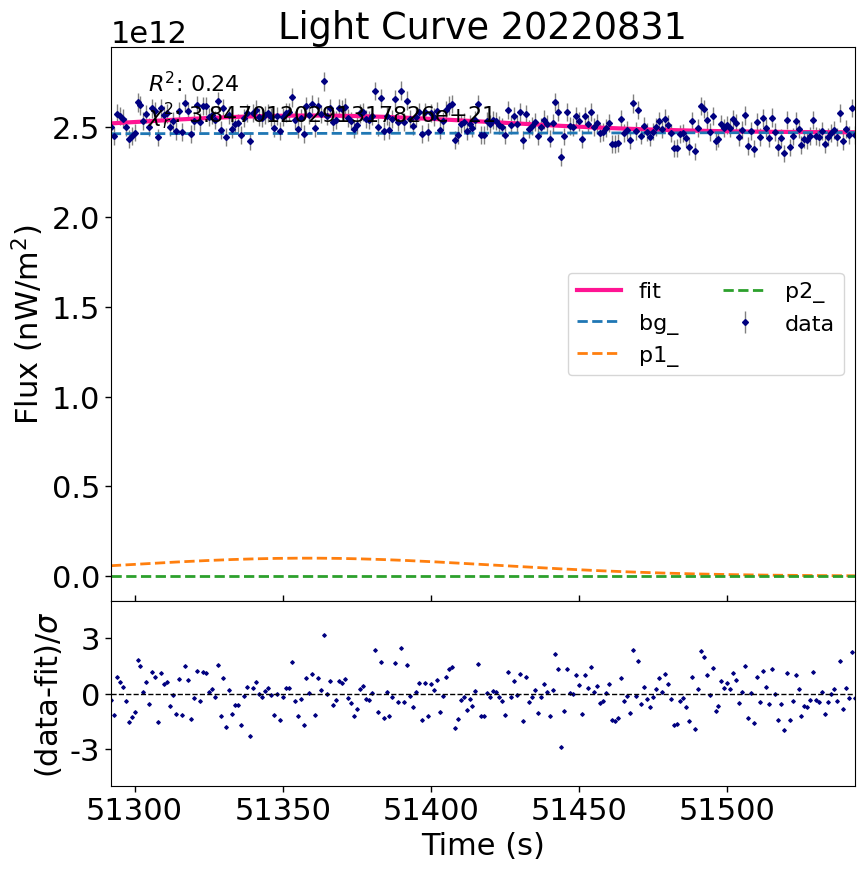 Light Curve 20220831
1e12
R²: 0.24
2.5
2.0
1.5
1.0
0.5
0.0
Flux (nW/m²)
fit
bg_
p1_
p2_
data
3
0
-3
(data-fit)/σ
51300 51350 51400 51450 51500
Time (s)